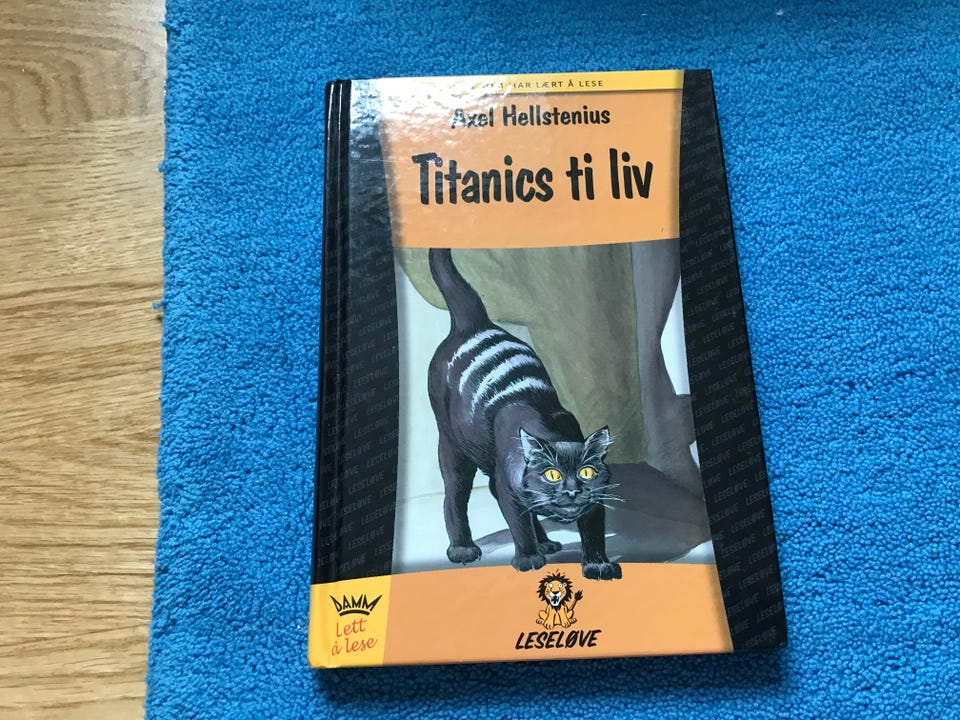 HAR LÆRT Å LESE
Axel Hellstenius
Titanics ti liv
DAMM
Lett
å lese
LESELØVE